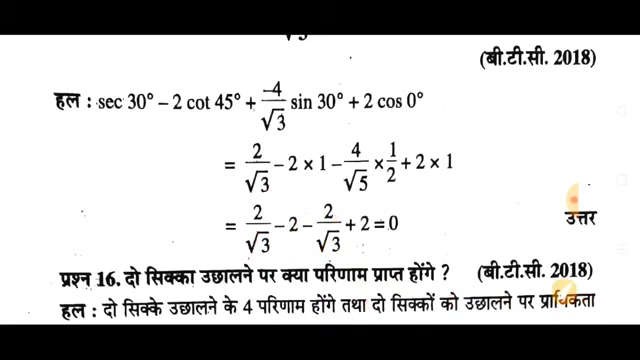 √3
(बी.टी.सी. 2018)
हल : sec 30° – 2 cot 45° + –4/√3 sin 30° + 2 cos 0°
= 2/√3 – 2 × 1 – 4/√5 × 1/2 + 2 × 1
= 2/√3 – 2 – 2/√3 + 2 = 0 उत्तर
प्रश्न 16. दो सिक्का उछालने पर क्या परिणाम प्राप्त होंगे ? (बी.टी.सी. 2018)
हल : दो सिक्के उछालने के 4 परिणाम होंगे तथा दो सिक्कों को उछालने पर प्रायिकता